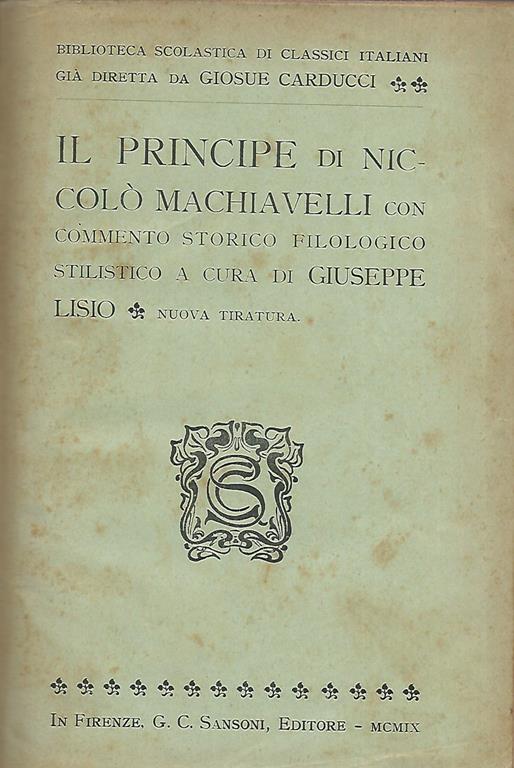 BIBLIOTECA SCOLASTICA DI CLASSICI ITALIANI
GIÀ DIRETTA DA GIOSUE CARDUCCI
IL PRINCIPE DI NIC-
COLÒ MACHIAVELLI CON
COMMENTO STORICO FILOLOGICO
STILISTICO A CURA DI GIUSEPPE
LISIO NUOVA TIRATURA.
GCS
IN FIRENZE, G. C. SANSONI, EDITORE - MCMIX